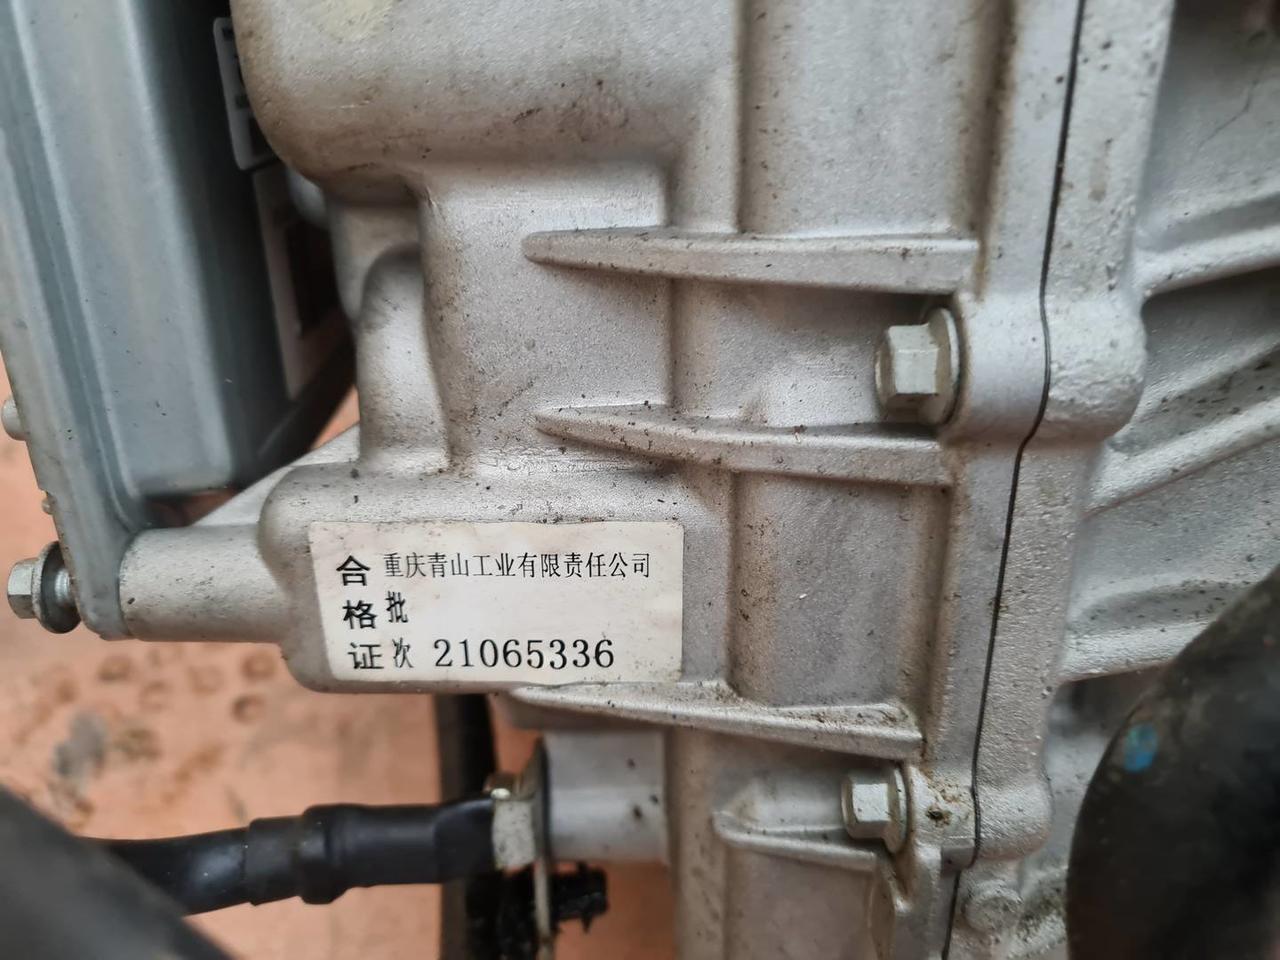 合格证
重庆青山工业有限责任公司
批次 21065336